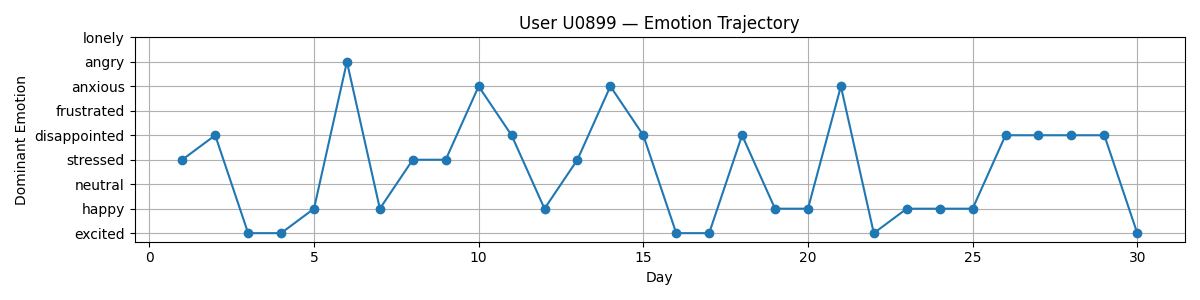 User U0899 — Emotion Trajectory
Dominant Emotion
lonely
angry
anxious
frustrated
disappointed
stressed
neutral
happy
excited
0 5 10 15 20 25 30
Day